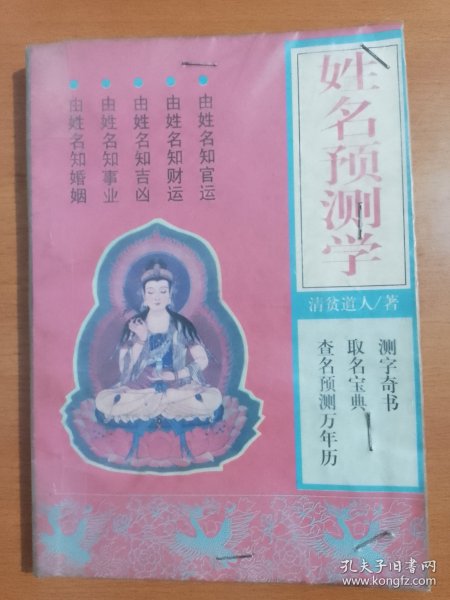 姓名预测学
清贫道人/著
测字奇书
取名宝典
查名预测万年历
由姓名知官运
由姓名知财运
由姓名知吉凶
由姓名知事业
由姓名知婚姻
孔夫子旧书网
www.kongfz.com